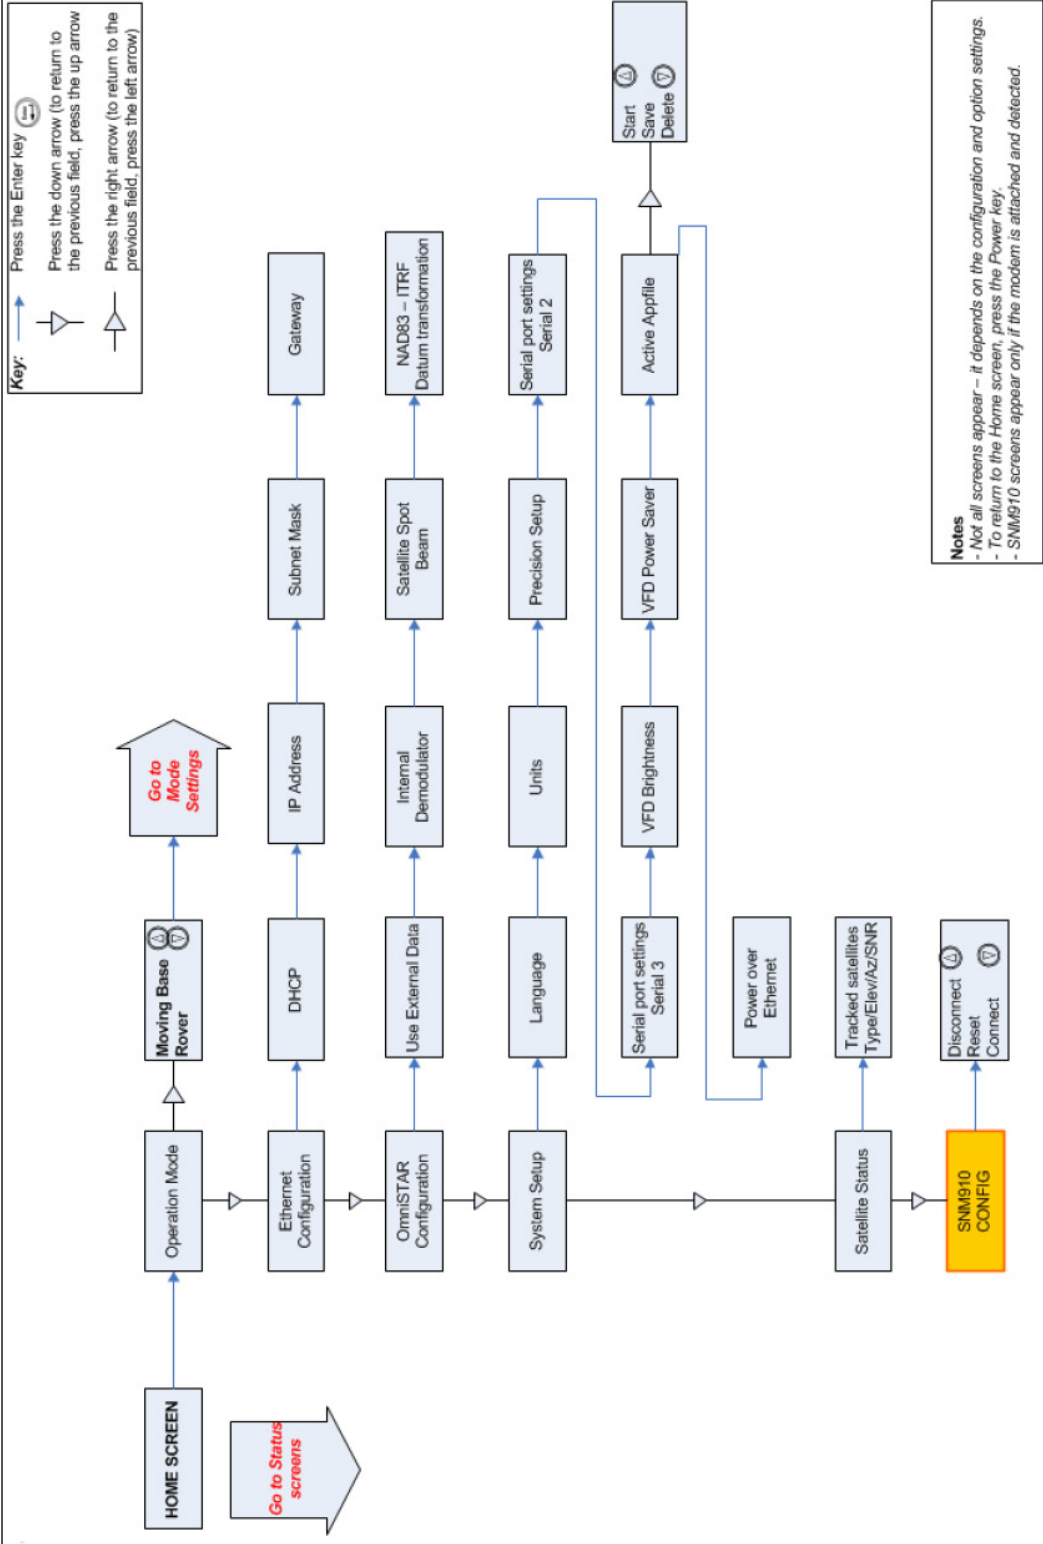 Key:
Press the Enter key
Enter
Press the down arrow (to return to
the previous field, press the up arrow
Press the right arrow (to return to the
previous field, press the left arrow)
HOME SCREEN
Go to Status
screens
Operation Mode
Moving Base
Rover
Go to
Mode
Settings
Ethernet
Configuration
DHCP
IP Address
Subnet Mask
Gateway
OmniSTAR
Configuration
Use External Data
Internal
Demodulator
Satellite Spot
Beam
NAD83 – ITRF
Datum transformation
System Setup
Language
Units
Precision Setup
Serial port settings
Serial 2
Serial port settings
Serial 3
VFD Brightness
VFD Power Saver
Active Appfile
Start
Save
Delete
Power over
Ethernet
Satellite Status
Tracked satellites
Type/Elev/Az/SNR
SNM910
CONFIG
Disconnect
Reset
Connect
Notes
- Not all screens appear – it depends on the configuration and option settings.
- To return to the Home screen, press the Power key.
- SNM910 screens appear only if the modem is attached and detected.